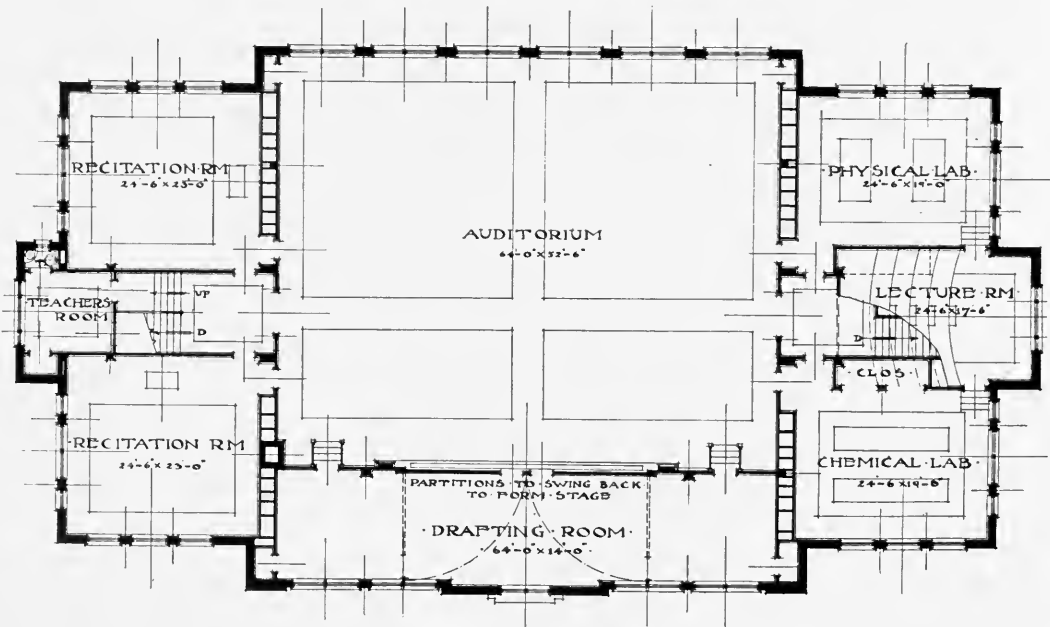 RECITATION·RM
24'-6"×23'-0"
AUDITORIUM
64'-0"×52'-6"
·PHYSICAL·LAB·
24'-6"×19'-0"
TEACHERS
ROOM
UP
D
LECTURE·RM·
24'-6"×17'-6"
D
·CLOS·
·RECITATION RM
24'-6"×23'-0"
PARTITIONS TO SWING BACK
TO FORM·STAGE
·DRAFTING ROOM·
·64'-0"×14'-0"·
CHEMICAL·LAB·
24'-6"×19'-0"